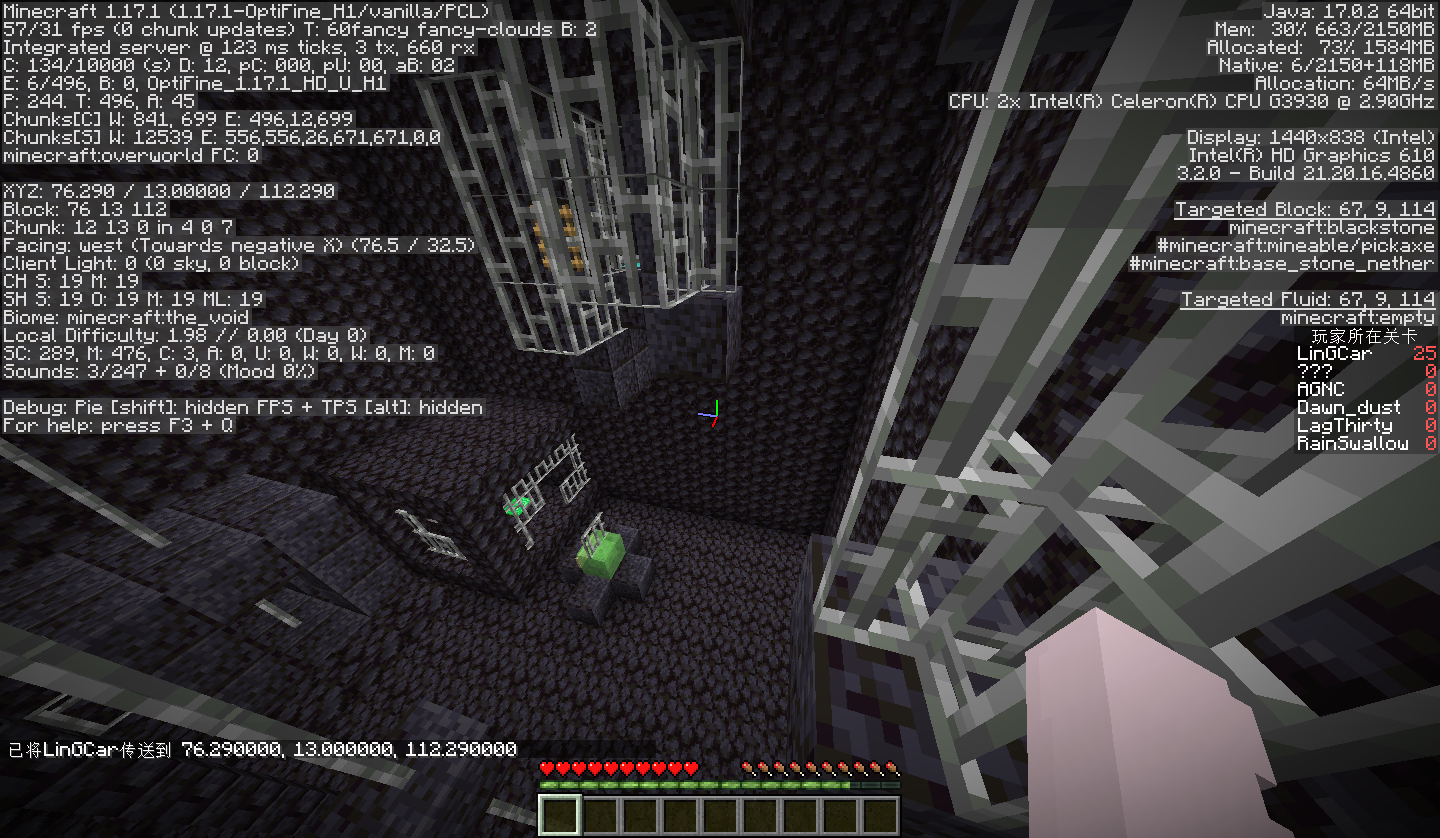 Minecraft 1.17.1 (1.17.1-OptiFine_H1/vanilla/PCL)
57/31 fps (0 chunk updates) T: 60fancy fancy-clouds B: 2
Integrated server @ 123 ms ticks, 3 tx, 660 rx
C: 134/10000 (s) D: 12, pC: 000, pU: 00, aB: 02
E: 6/496, B: 0, OptiFine_1.17.1_HD_U_H1
P: 244. T: 496, A: 45
Chunks[C] W: 841, 699 E: 496,12,699
Chunks[S] W: 12539 E: 556,556,26,671,671,0,0
minecraft:overworld FC: 0
XYZ: 76.290 / 13.00000 / 112.290
Block: 76 13 112
Chunk: 12 13 0 in 4 0 7
Facing: west (Towards negative X) (76.5 / 32.5)
Client Light: 0 (0 sky, 0 block)
CH S: 19 M: 19
SH S: 19 O: 19 M: 19 ML: 19
Biome: minecraft:the_void
Local Difficulty: 1.98 // 0.00 (Day 0)
SC: 289, M: 476, C: 3, A: 0, U: 0, W: 0, W: 0, M: 0
Sounds: 3/247 + 0/8 (Mood 0%)
Debug: Pie [shift]: hidden FPS + TPS [alt]: hidden
For help: press F3 + Q
Java: 17.0.2 64bit
Mem: 30% 663/2150MB
Allocated: 73% 1584MB
Native: 6/2150+118MB
Allocation: 64MB/s
CPU: 2x Intel(R) Celeron(R) CPU G3930 @ 2.90GHz
Display: 1440x838 (Intel)
Intel(R) HD Graphics 610
3.2.0 - Build 21.20.16.4860
Targeted Block: 67, 9, 114
minecraft:blackstone
#minecraft:mineable/pickaxe
#minecraft:base_stone_nether
Targeted Fluid: 67, 9, 114
minecraft:empty
玩家所在关卡
LinGCar 25
??? 0
AGNC 0
Dawn_dust 0
LagThirty 0
RainSwallow 0
已将LinGCar传送到 76.290000, 13.000000, 112.290000